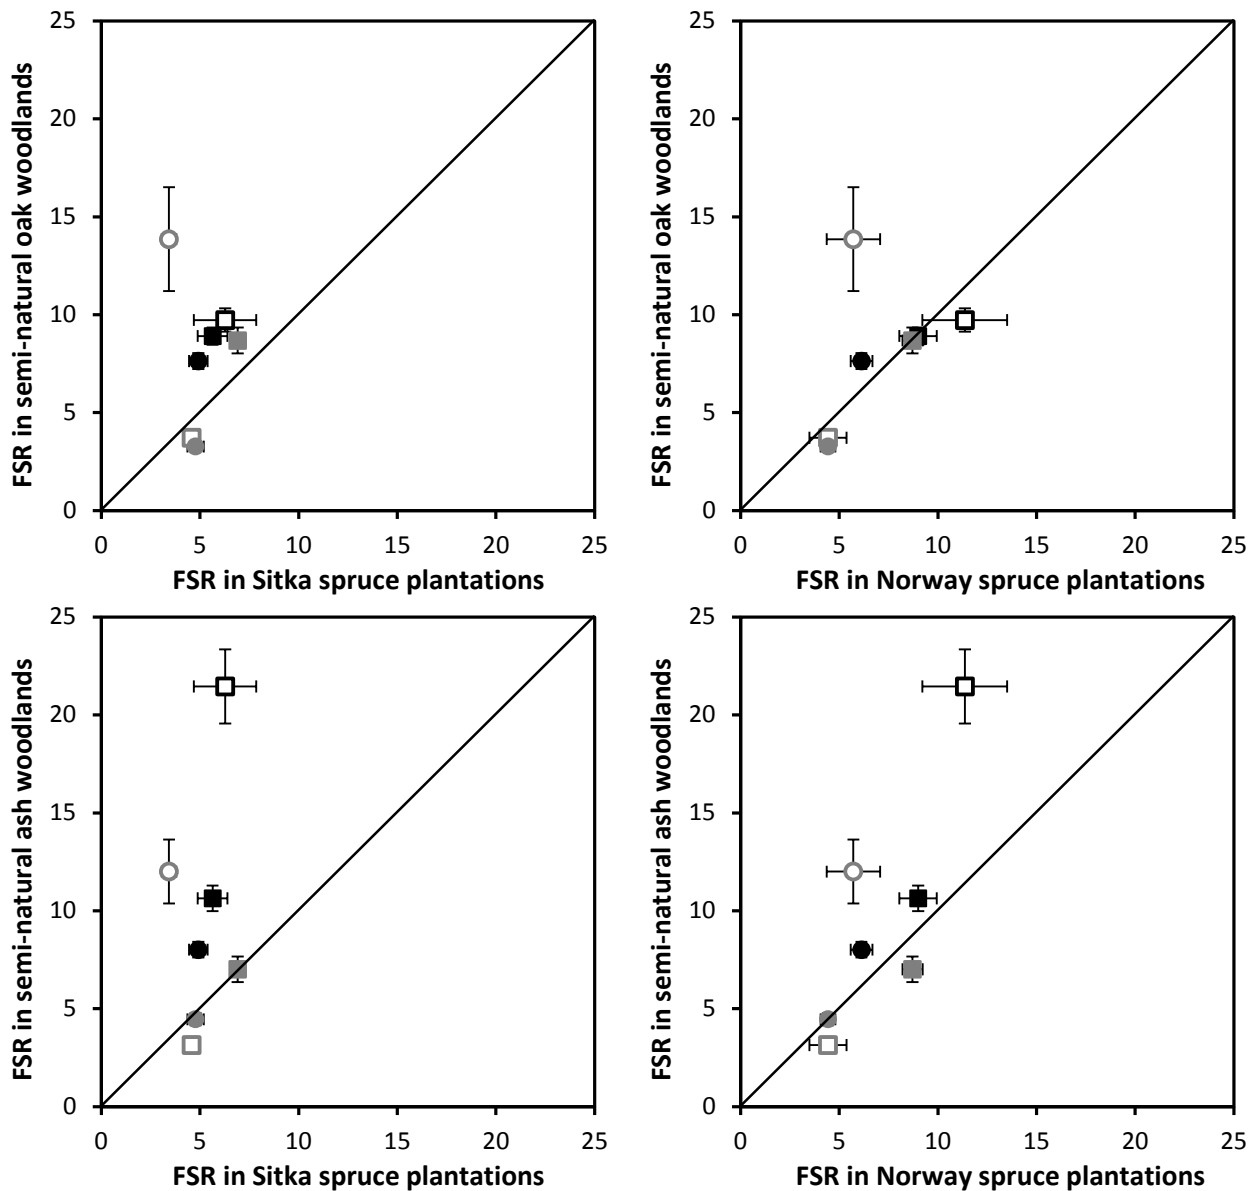 25
20
15
10
5
0
FSR in semi-natural oak woodlands
0 5 10 15 20 25
FSR in Sitka spruce plantations
25
20
15
10
5
0
FSR in semi-natural oak woodlands
0 5 10 15 20 25
FSR in Norway spruce plantations
25
20
15
10
5
0
FSR in semi-natural ash woodlands
0 5 10 15 20 25
FSR in Sitka spruce plantations
25
20
15
10
5
0
FSR in semi-natural ash woodlands
0 5 10 15 20 25
FSR in Norway spruce plantations